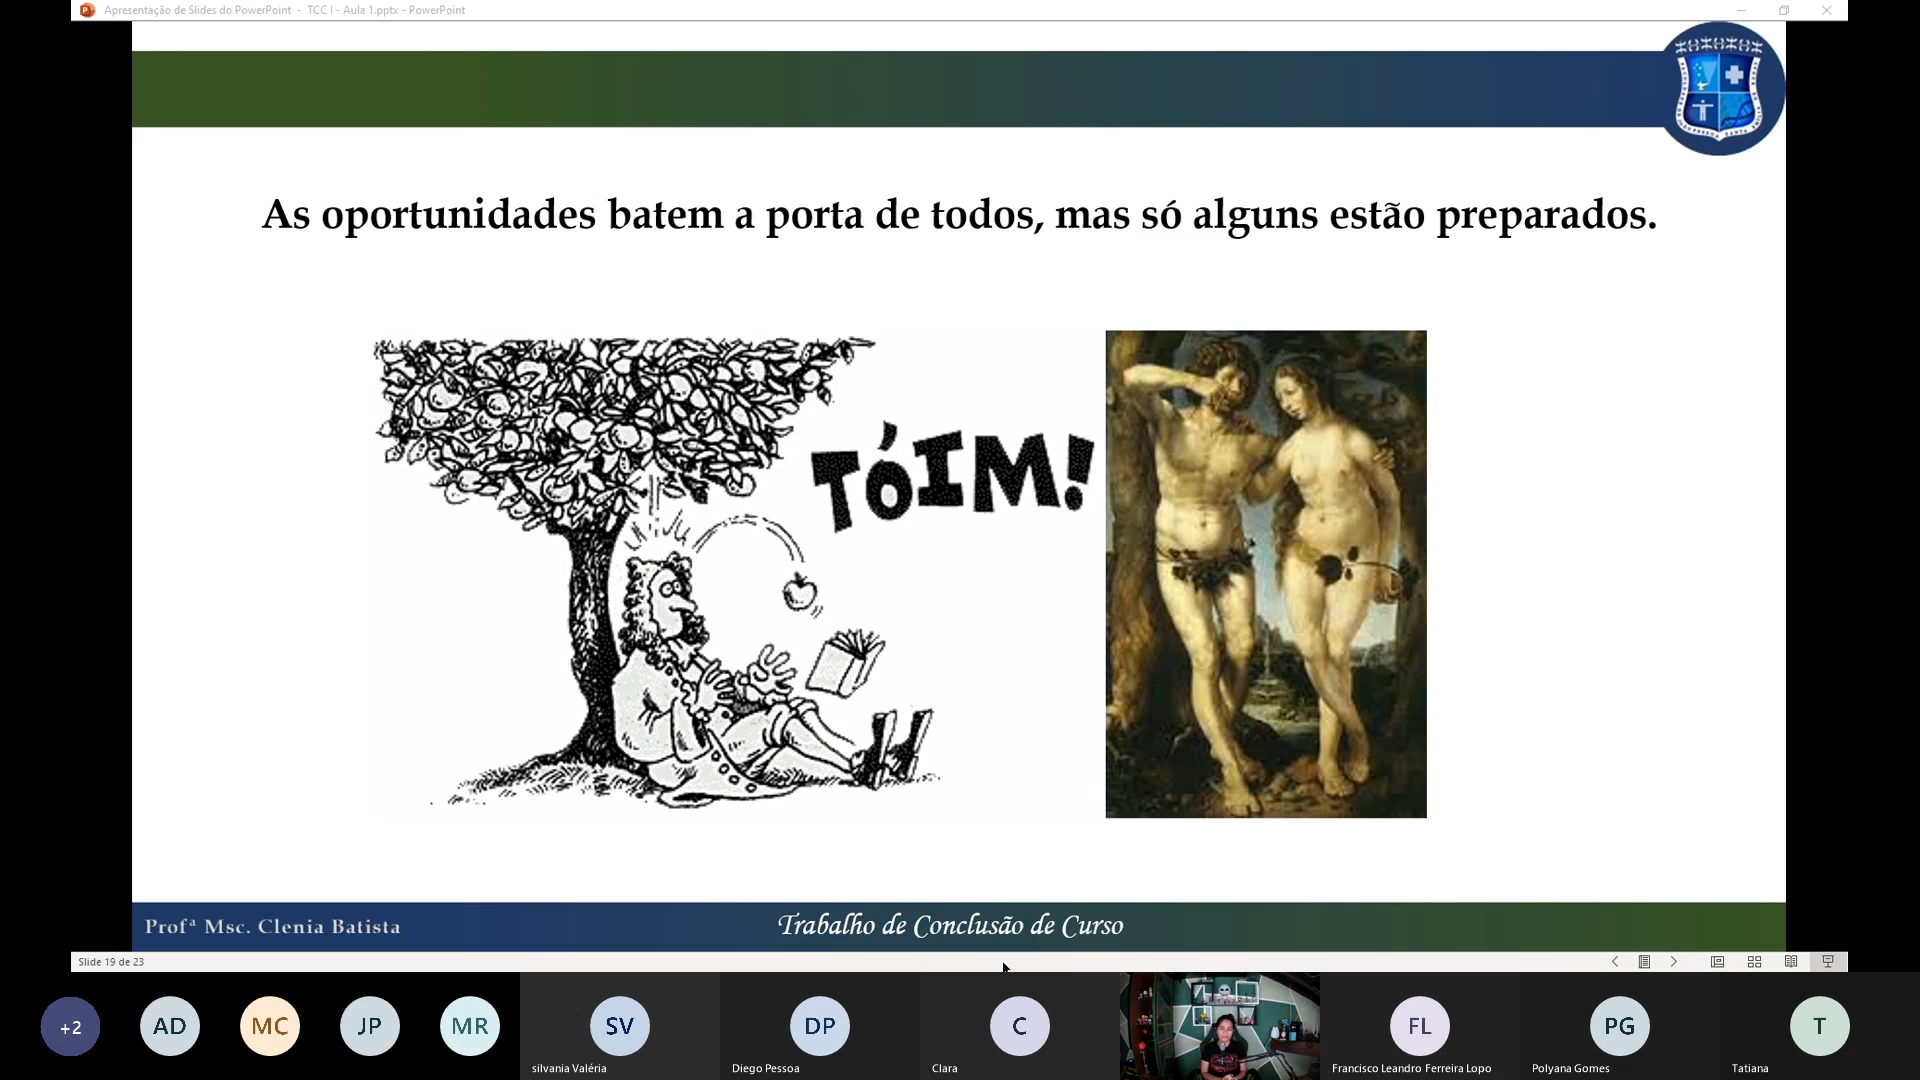 Apresentação de Slides do PowerPoint - TCC I - Aula 1.pptx - PowerPoint
As oportunidades batem a porta de todos, mas só alguns estão preparados.
TÓIM!
Profª Msc. Clenia Batista
Trabalho de Conclusão de Curso
Slide 19 de 23
+2
AD
MC
JP
MR
SV
DP
C
FL
PG
T
silvania Valéria
Diego Pessoa
Clara
Francisco Leandro Ferreira Lopo
Polyana Gomes
Tatiana